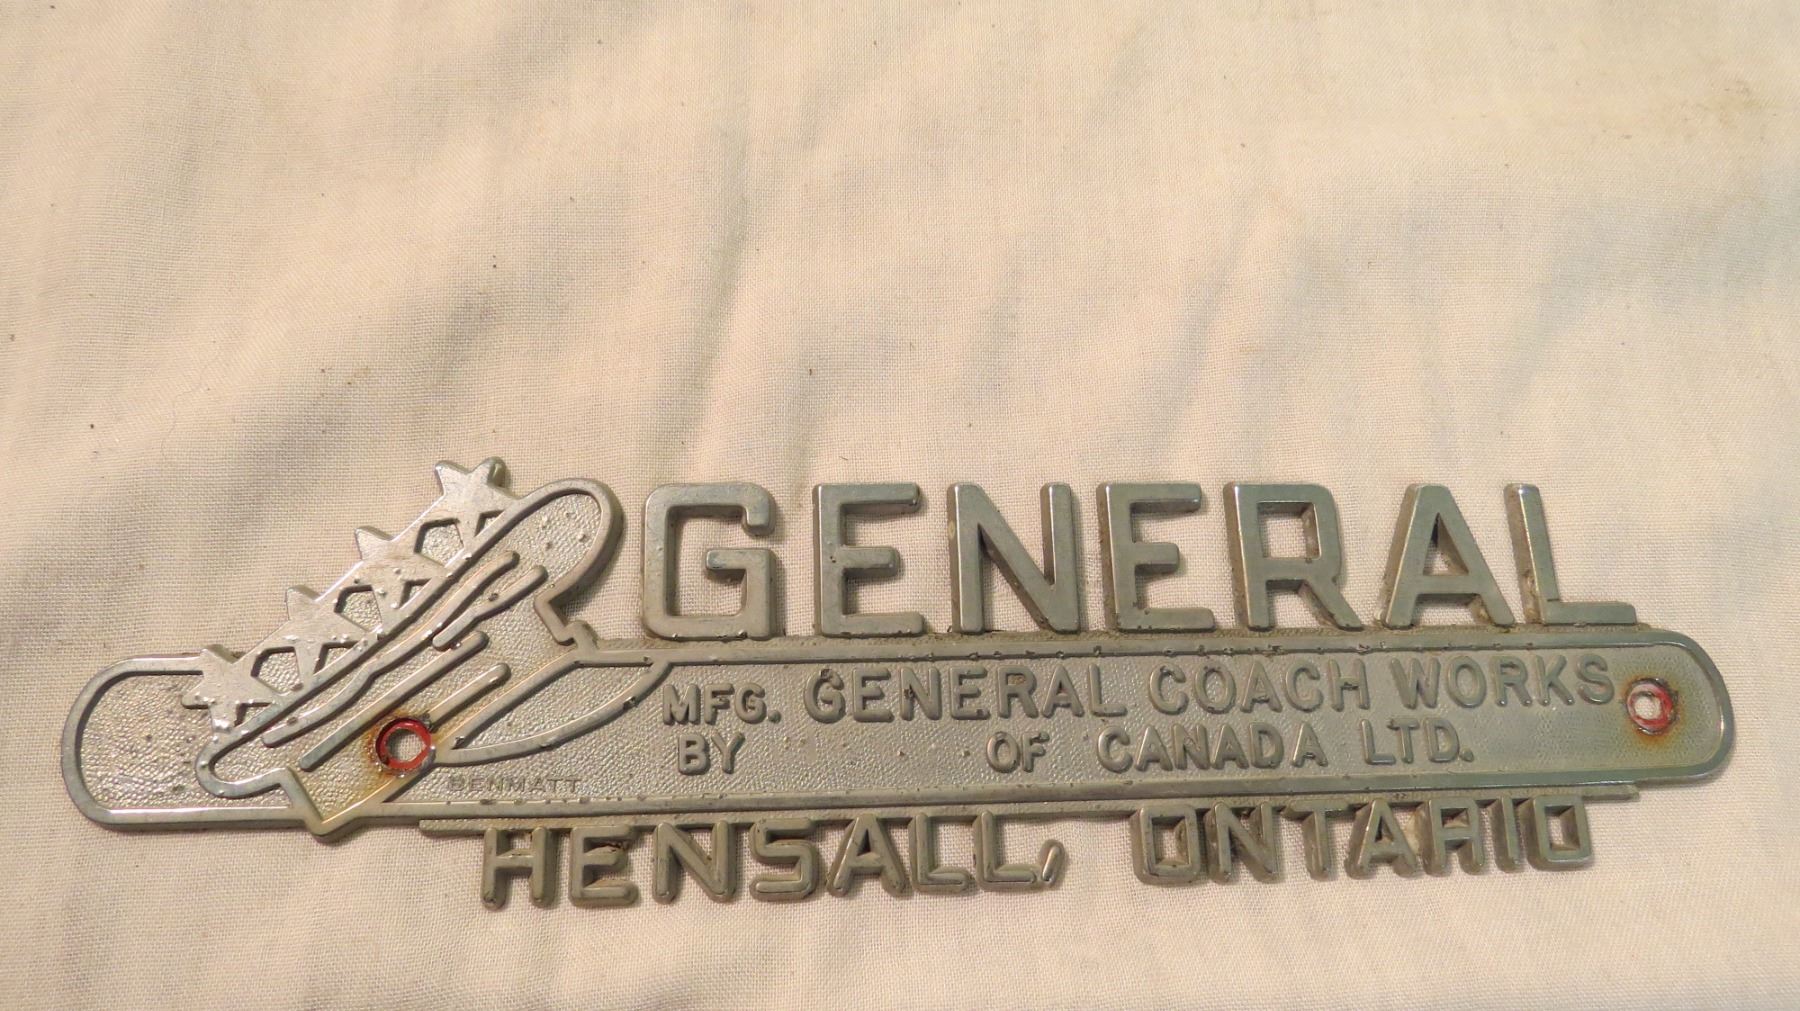 GENERAL
MFG. GENERAL COACH WORKS
BY OF CANADA LTD.
BENMATT
HENSALL, ONTARIO